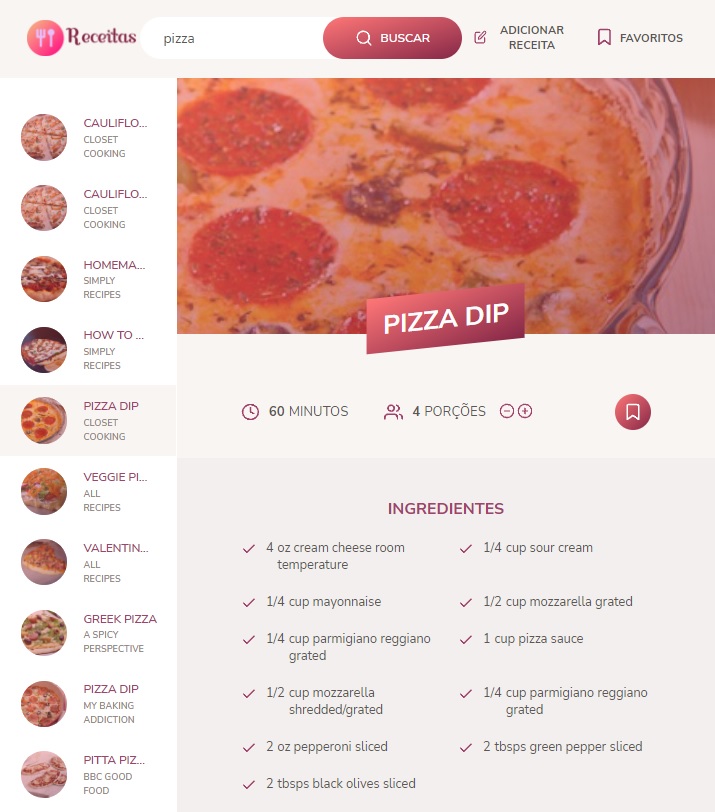 Receitas
pizza
BUSCAR
ADICIONAR
RECEITA
FAVORITOS
CAULIFLO...
CLOSET
COOKING
CAULIFLO...
CLOSET
COOKING
HOMEMA...
SIMPLY
RECIPES
HOW TO ...
SIMPLY
RECIPES
PIZZA DIP
CLOSET
COOKING
VEGGIE PI...
ALL
RECIPES
VALENTIN...
ALL
RECIPES
GREEK PIZZA
A SPICY
PERSPECTIVE
PIZZA DIP
MY BAKING
ADDICTION
PITTA PIZ...
BBC GOOD
FOOD
PIZZA DIP
60 MINUTOS
4 PORÇÕES
INGREDIENTES
4 oz cream cheese room
temperature
1/4 cup sour cream
1/4 cup mayonnaise
1/2 cup mozzarella grated
1/4 cup parmigiano reggiano
grated
1 cup pizza sauce
1/2 cup mozzarella
shredded/grated
1/4 cup parmigiano reggiano
grated
2 oz pepperoni sliced
2 tbsps green pepper sliced
2 tbsps black olives sliced